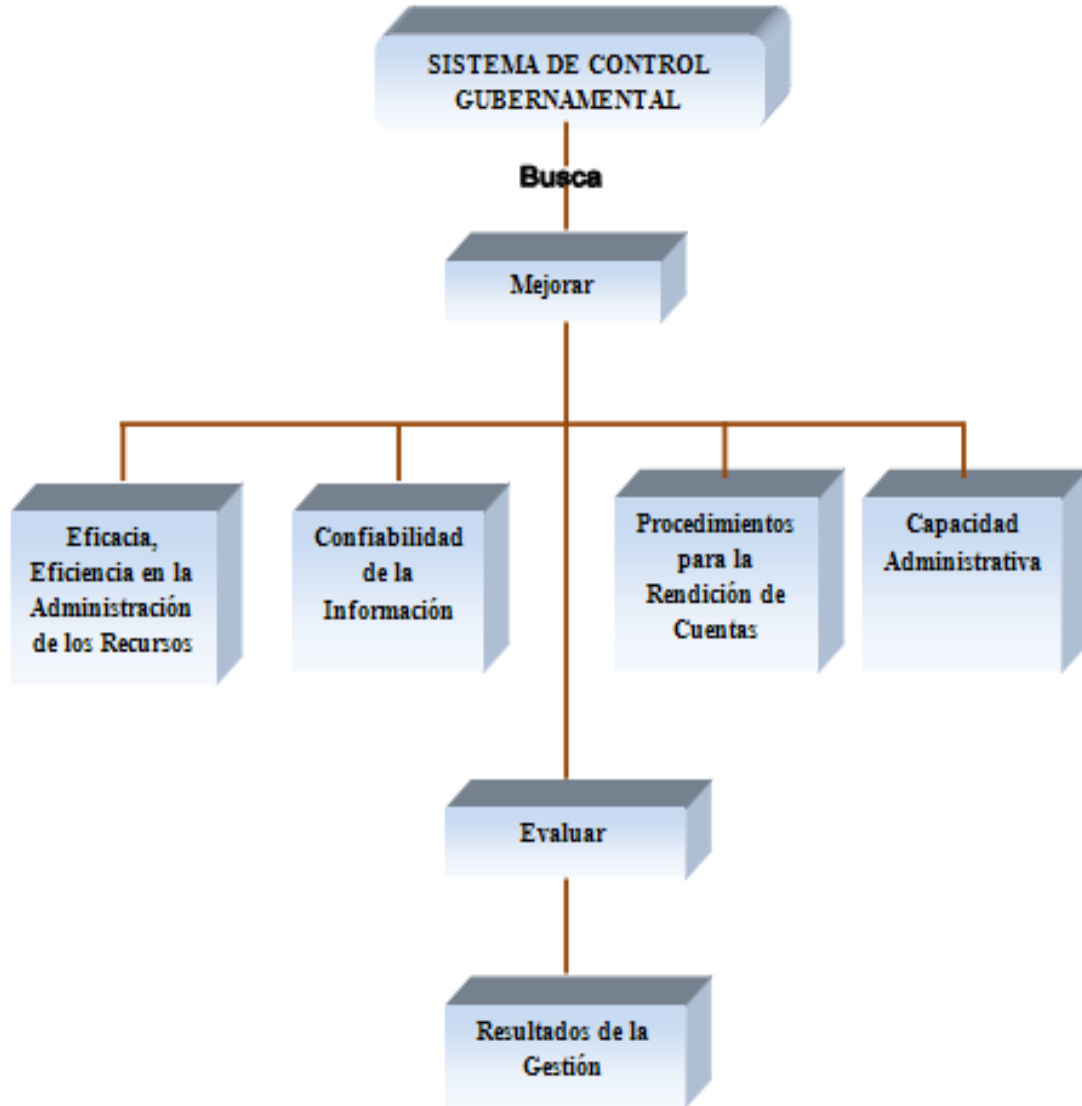 SISTEMA DE CONTROL
GUBERNAMENTAL
Busca
Mejorar
Eficacia,
Eficiencia en la
Administración
de los Recursos
Confiabilidad
de la
Información
Procedimientos
para la
Rendición de
Cuentas
Capacidad
Administrativa
Evaluar
Resultados de la
Gestión